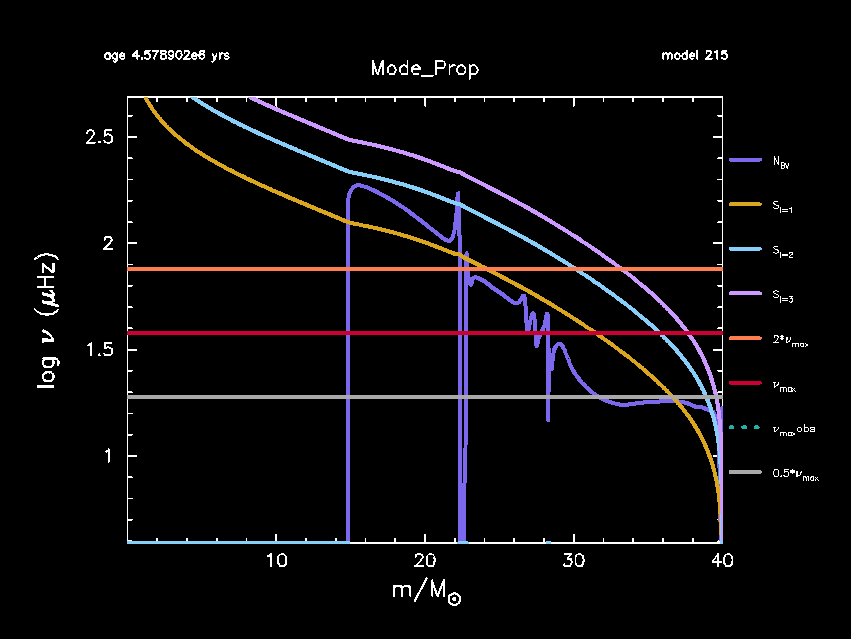 age 4.578902e6 yrs
model 215
Mode_Prop
log ν (μHz)
2.5
2
1.5
1
10
20
30
40
m/M⊙
N_BV
S_l=1
S_l=2
S_l=3
2*ν_max
ν_max
ν_max obs
0.5*ν_max